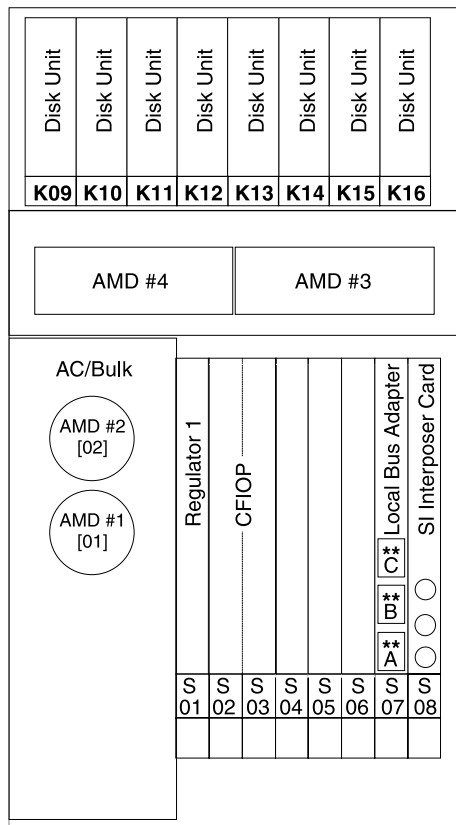 Disk Unit Disk Unit Disk Unit Disk Unit Disk Unit Disk Unit Disk Unit Disk Unit
K09 K10 K11 K12 K13 K14 K15 K16
AMD #4 AMD #3
AC/Bulk
AMD #2
[02]
AMD #1
[01]
Regulator 1
CFIOP
Local Bus Adapter
** C
** B
** A
SI Interposer Card
S S S S S S S S
01 02 03 04 05 06 07 08